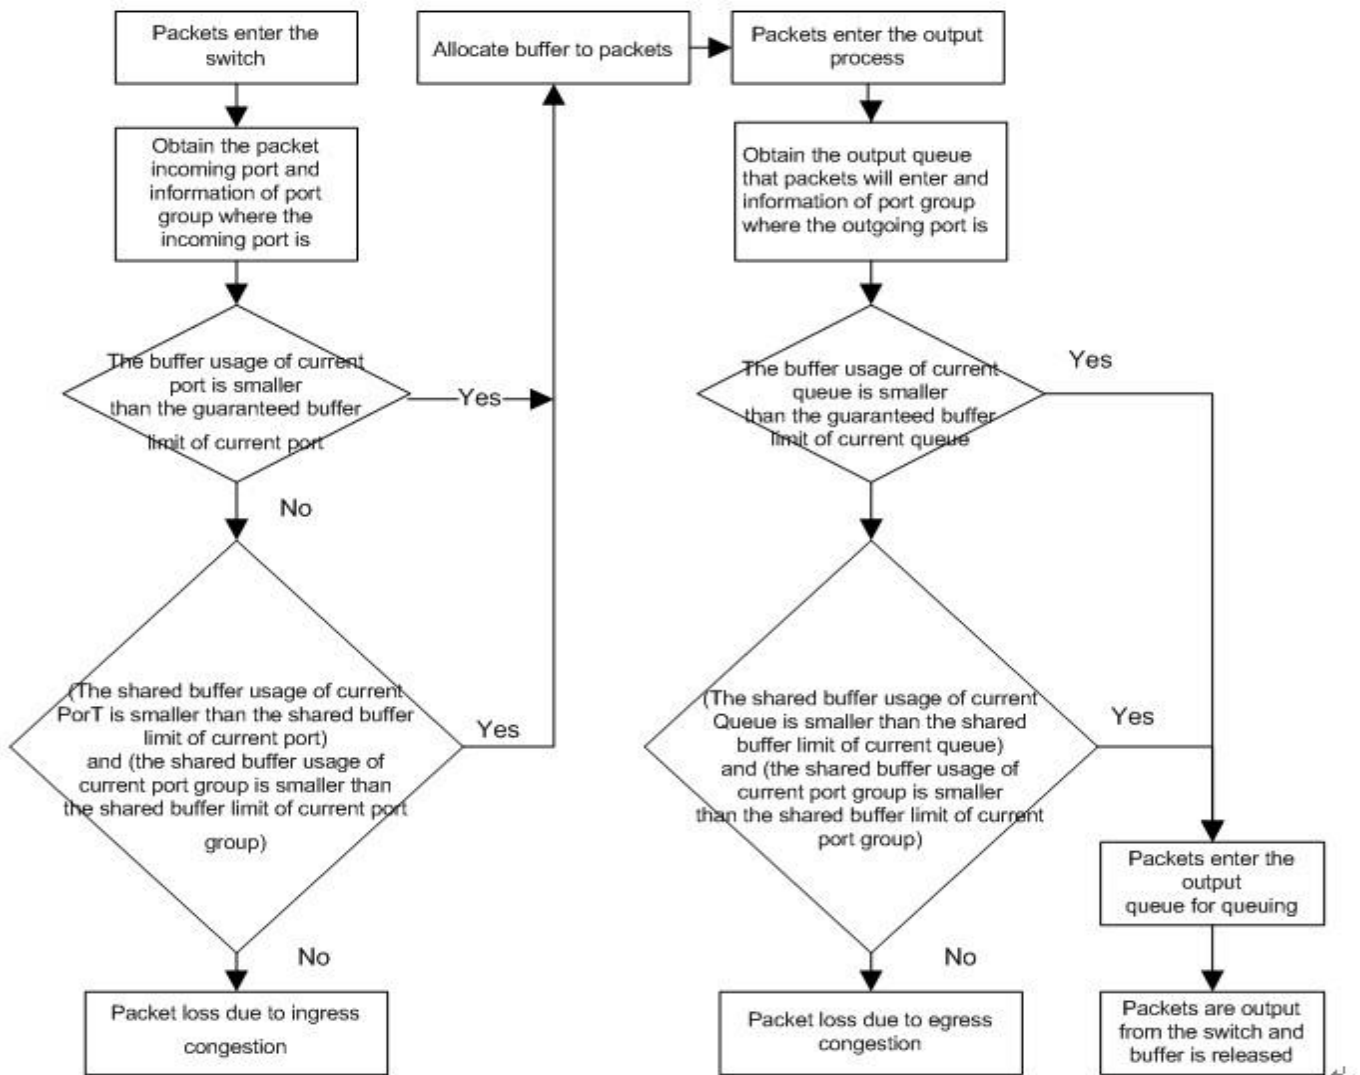 Packets enter the
switch
Obtain the packet
incoming port and
information of port
group where the
incoming port is
The buffer usage of current
port is smaller
than the guaranteed buffer
limit of current port
Yes
No
(The shared buffer usage of current
PorT is smaller than the shared buffer
limit of current port)
and (the shared buffer usage of
current port group is smaller than
the shared buffer limit of current port
group)
Yes
No
Packet loss due to ingress
congestion
Allocate buffer to packets
Packets enter the output
process
Obtain the output queue
that packets will enter and
information of port group
where the outgoing port is
The buffer usage of current
queue is smaller
than the guaranteed buffer
limit of current queue
Yes
(The shared buffer usage of current
Queue is smaller than the shared
buffer limit of current queue)
and (the shared buffer usage of
current port group is smaller
than the shared buffer limit of current
port group)
Yes
No
Packet loss due to egress
congestion
Packets enter the
output
queue for queuing
Packets are output
from the switch and
buffer is released